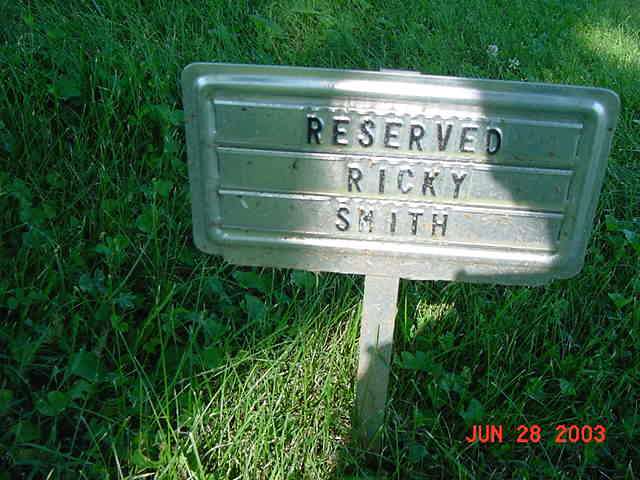 RESERVED
RICKY
SMITH
JUN 28 2003